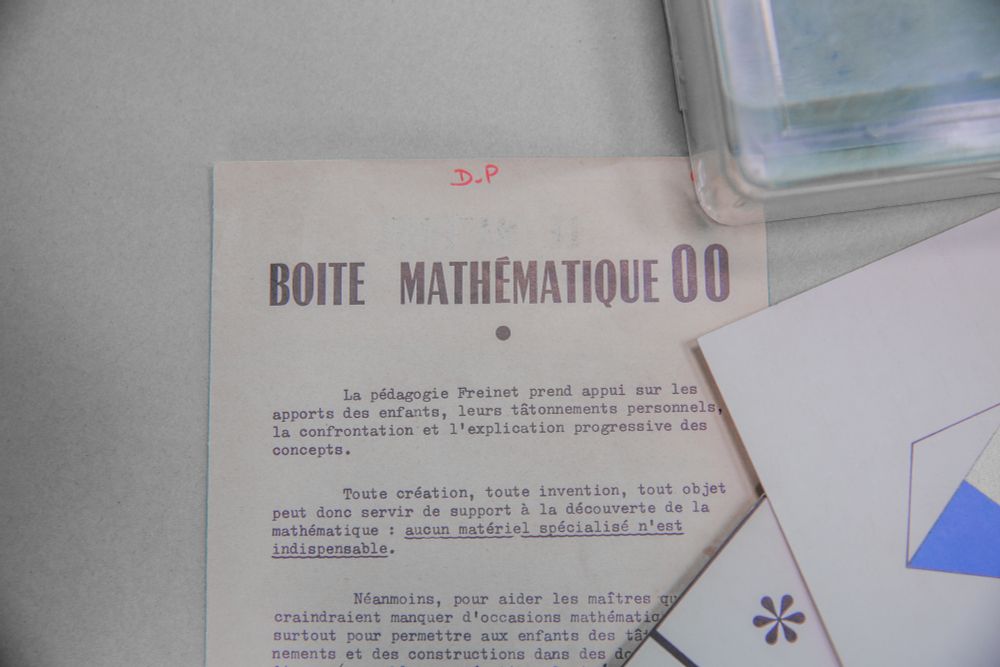 D.P
BOITE MATHÉMATIQUE 00
La pédagogie Freinet prend appui sur les
apports des enfants, leurs tâtonnements personnels,
la confrontation et l'explication progressive des
concepts.
Toute création, toute invention, tout objet
peut donc servir de support à la découverte de la
mathématique : aucun matériel spécialisé n'est
indispensable.
Néanmoins, pour aider les maîtres
craindraient manquer d'occasions
surtout pour permettre aux enfants des
nements et des constructions dans des